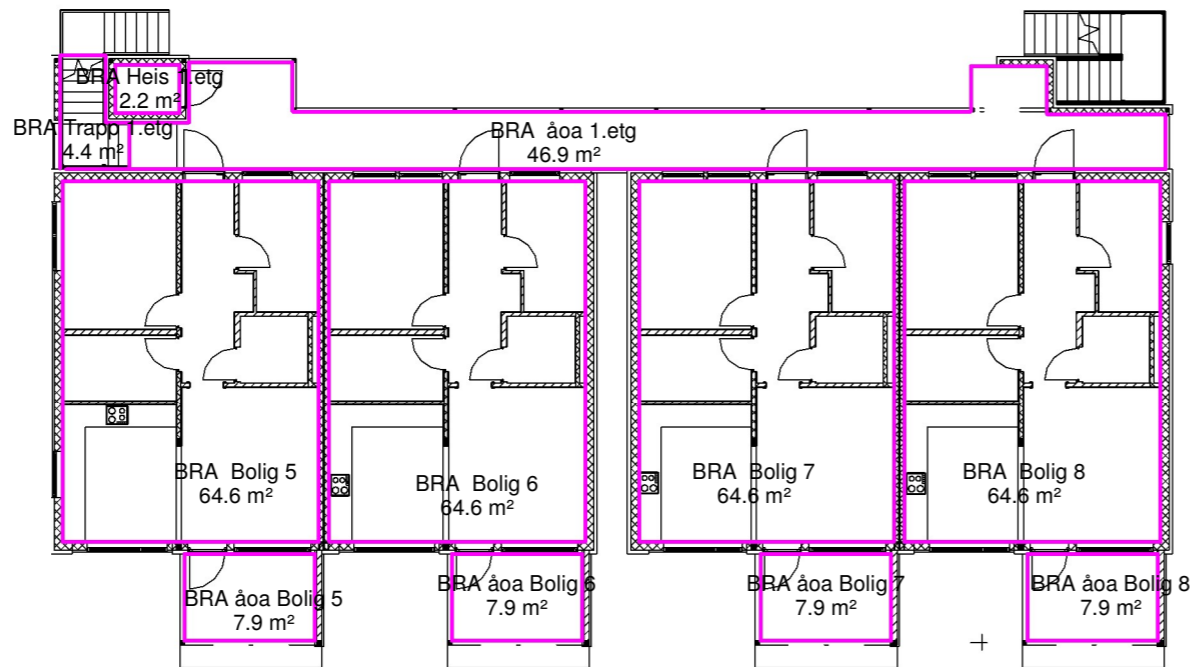 BRA Heis 1.etg
2.2 m²
BRA Trapp 1.etg
4.4 m²
BRA åoa 1.etg
46.9 m²
BRA Bolig 5
64.6 m²
BRA Bolig 6
64.6 m²
BRA Bolig 7
64.6 m²
BRA Bolig 8
64.6 m²
BRA åoa Bolig 5
7.9 m²
BRA åoa Bolig 6
7.9 m²
BRA åoa Bolig 7
7.9 m²
BRA åoa Bolig 8
7.9 m²